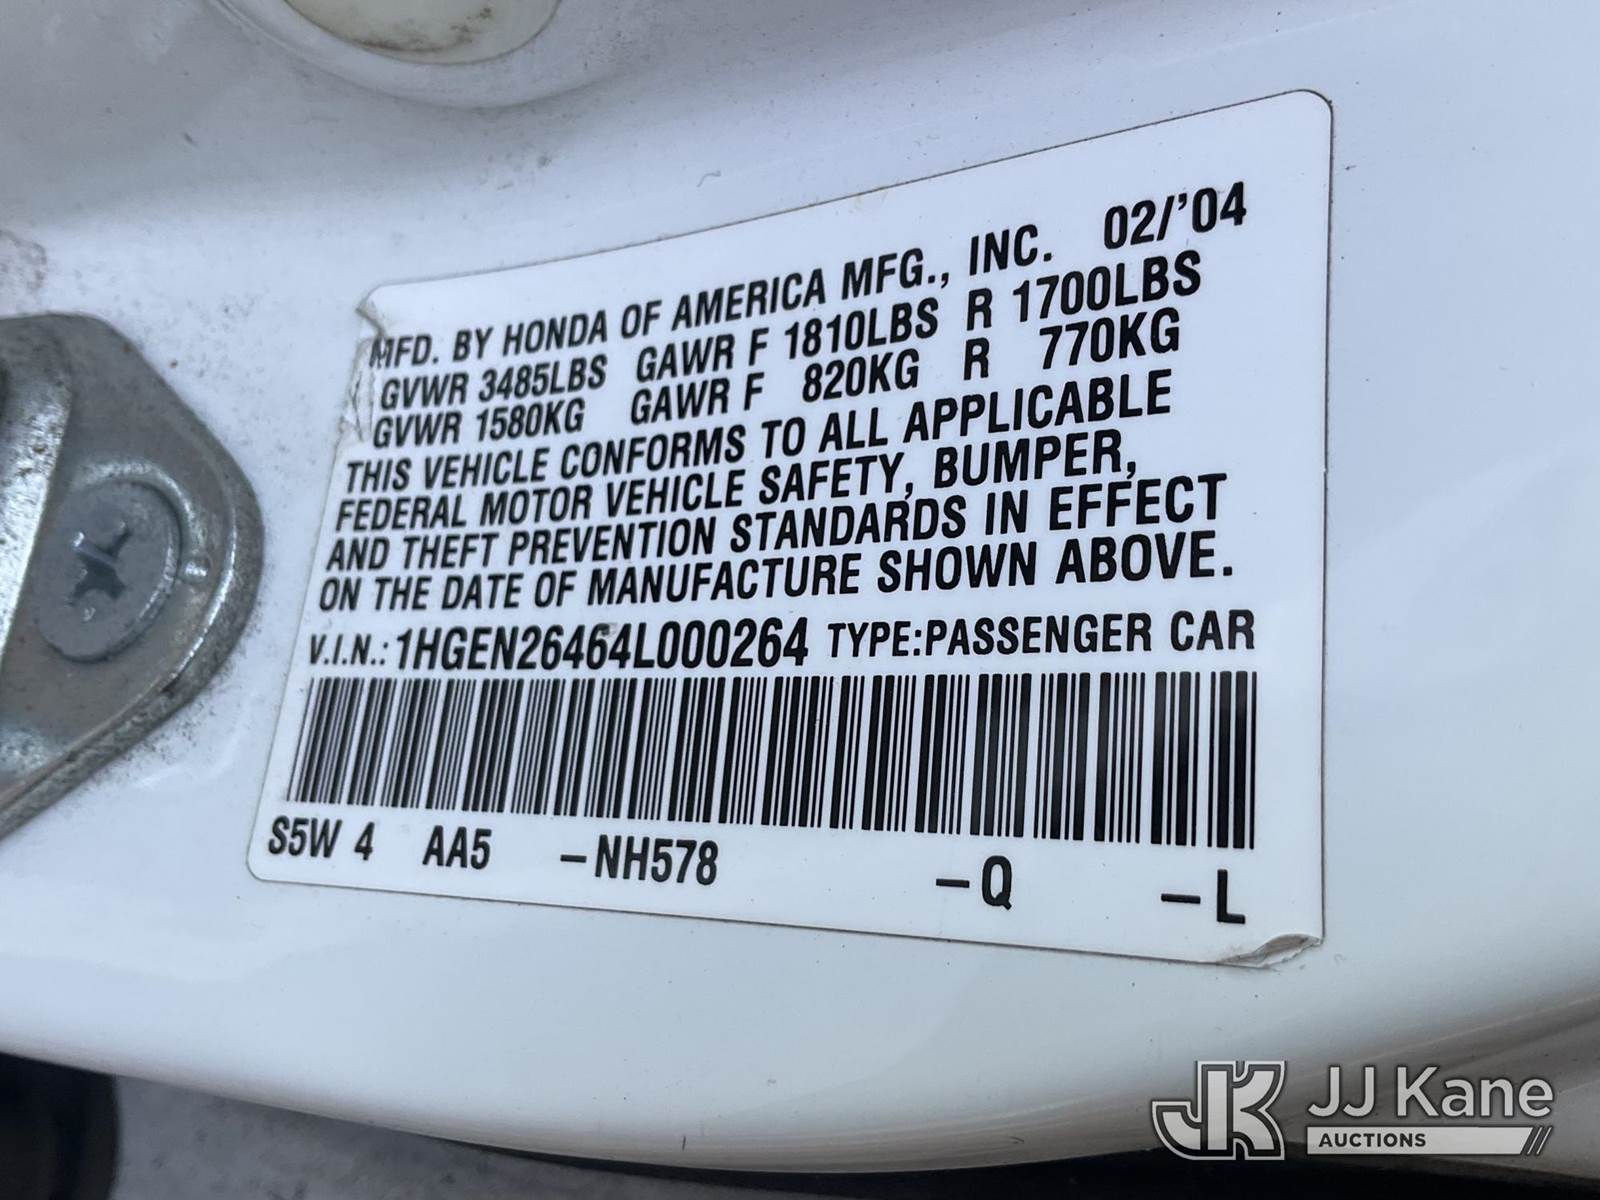 MFD. BY HONDA OF AMERICA MFG., INC. 02/'04
GVWR 3485LBS GAWR F 1810LBS R 1700LBS
GVWR 1580KG GAWR F 820KG R 770KG
THIS VEHICLE CONFORMS TO ALL APPLICABLE
FEDERAL MOTOR VEHICLE SAFETY, BUMPER,
AND THEFT PREVENTION STANDARDS IN EFFECT
ON THE DATE OF MANUFACTURE SHOWN ABOVE.
V.I.N.: 1HGEN26464L000264 TYPE:PASSENGER CAR
S5W 4 AA5 –NH578 –Q –L
JK JJ Kane
AUCTIONS